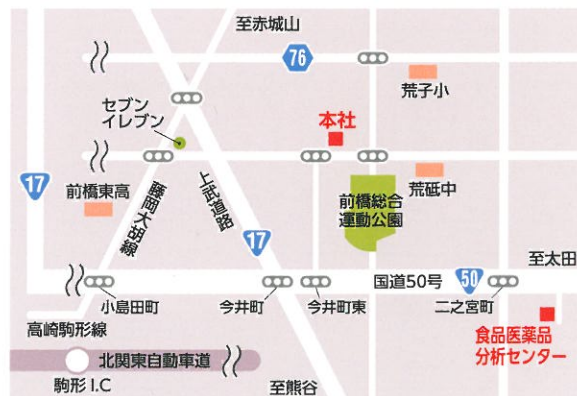 至赤城山
76
荒子小
セブン
イレブン
本社
17
前橋東高
藤岡大胡線
上武道路
17
前橋総合
運動公園
荒砥中
至太田
国道50号
50
小島田町
今井町
今井町東
二之宮町
高崎駒形線
食品医薬品
分析センター
北関東自動車道
駒形I.C
至熊谷